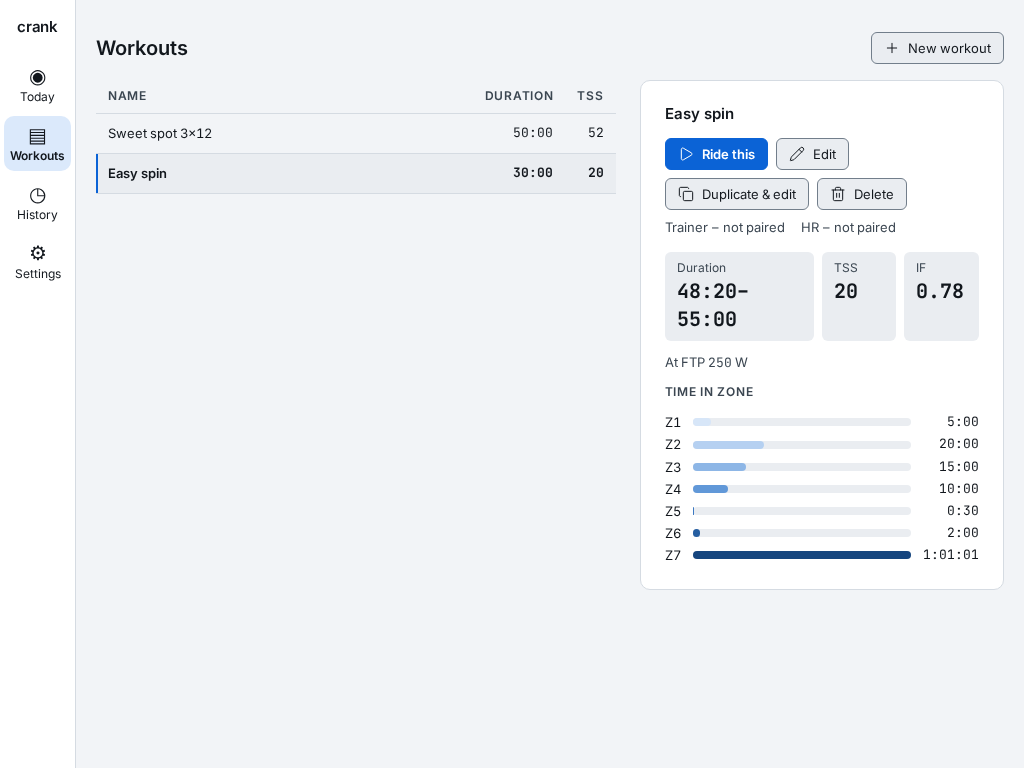 crank
Today
Workouts
History
Settings
Workouts
New workout
NAME DURATION TSS
Sweet spot 3×12 50:00 52
Easy spin 30:00 20
Easy spin
Ride this
Edit
Duplicate & edit
Delete
Trainer – not paired HR – not paired
Duration
48:20–
55:00
TSS
20
IF
0.78
At FTP 250 W
TIME IN ZONE
Z1 5:00
Z2 20:00
Z3 15:00
Z4 10:00
Z5 0:30
Z6 2:00
Z7 1:01:01